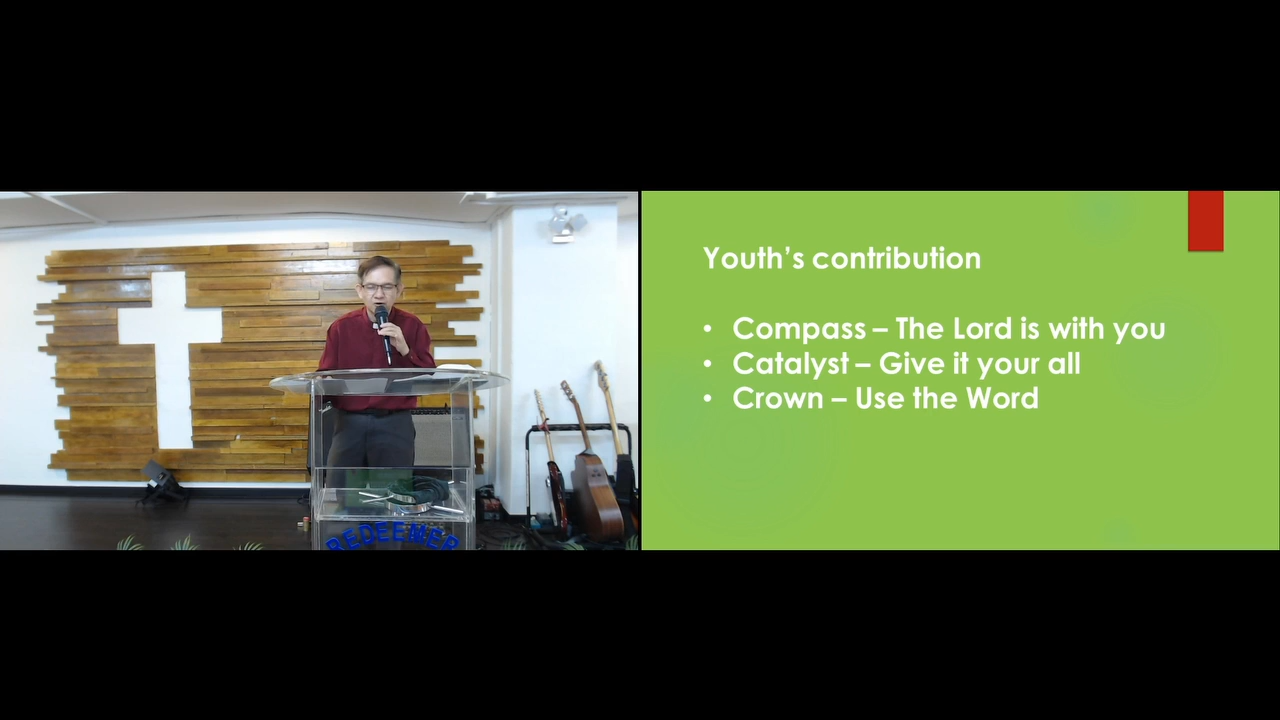 Youth’s contribution
• Compass – The Lord is with you
• Catalyst – Give it your all
• Crown – Use the Word
REDEEMER